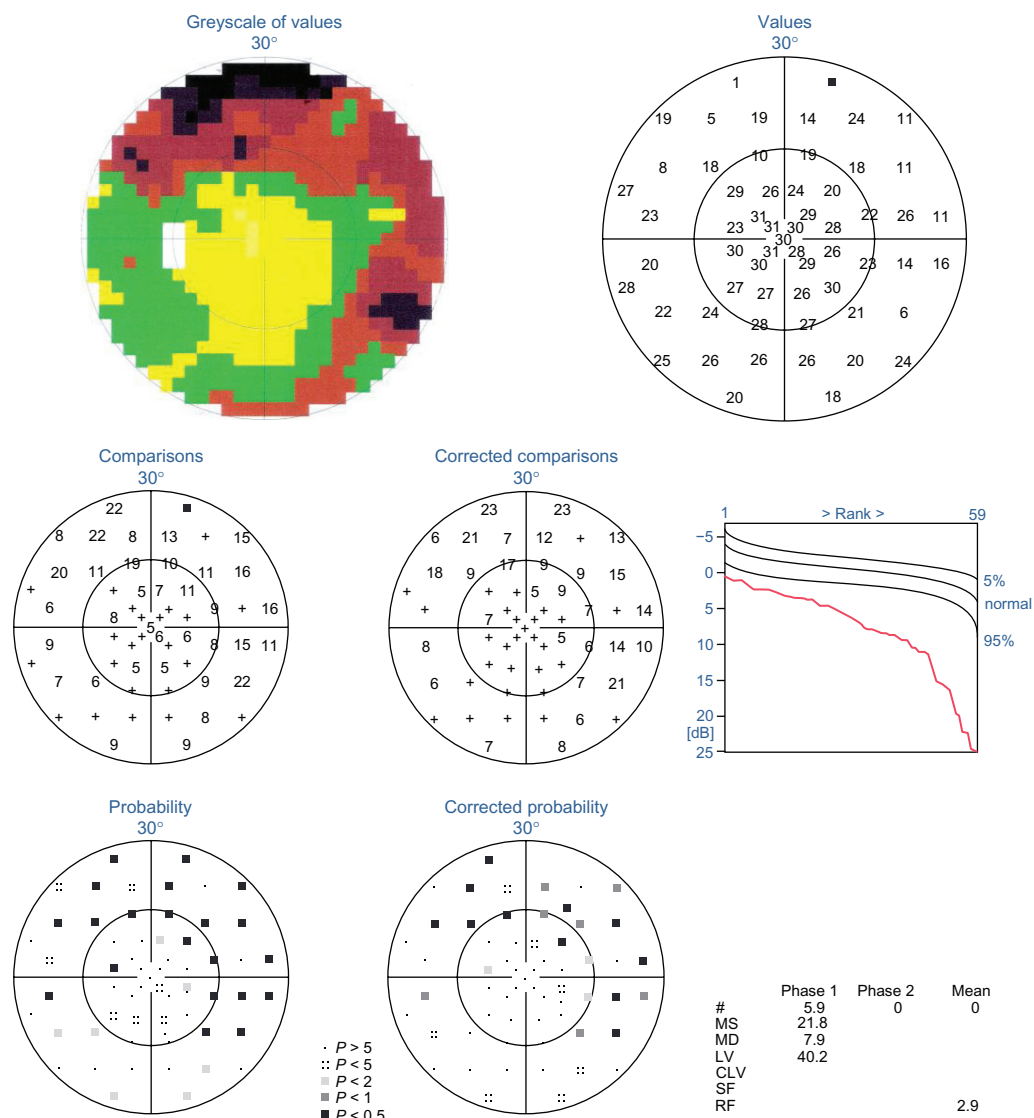 Greyscale of values
30°
Values
30°
1 ■
19 5 19 14 24 11
10 19
8 18 18 11
27 29 26 24 20
23 31 29 22 26 11
23 31 30 28
30
30 31 28 26
20 30 29 23 14 16
28 27 27 26 30
22 24 21 6
28 27
25 26 26 26 20 24
20 18
Comparisons
30°
22 ■
8 22 8 13 + 15
19 10
20 11 11 16
+ + 5 7 11
6 + + 9 + 16
8 + + +
5
+ + 6 6
9 + + 8 15 11
+ + 5 5 +
7 6 9 22
+ +
+ + + + 8 +
9 9
Corrected comparisons
30°
23 23
6 21 7 12 + 13
17 9
18 9 9 15
+ + + 5 9
+ + + 7 + 14
7 + + +
+
+ + + 5
8 + + 6 14 10
+ + + + +
6 + 7 21
+ +
+ + + + 6 +
7 8
1 > Rank > 59
−5
0
5
10
15
20
[dB]
25
5%
normal
95%
Probability
30°
Corrected probability
30°
P > 5
P < 5
P < 2
P < 1
P < 0.5
Phase 1 Phase 2 Mean
# 5.9 0 0
MS 21.8
MD 7.9
LV 40.2
CLV
SF
RF 2.9